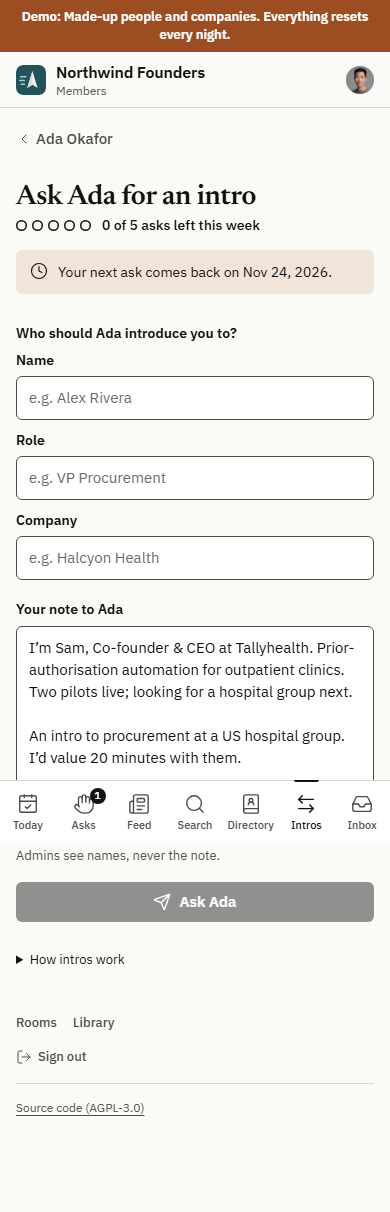 Demo: Made-up people and companies. Everything resets
every night.
Northwind Founders
Members
Ada Okafor
Ask Ada for an intro
0 of 5 asks left this week
Your next ask comes back on Nov 24, 2026.
Who should Ada introduce you to?
Name
e.g. Alex Rivera
Role
e.g. VP Procurement
Company
e.g. Halcyon Health
Your note to Ada
I’m Sam, Co-founder & CEO at Tallyhealth. Prior-
authorisation automation for outpatient clinics.
Two pilots live; looking for a hospital group next.
An intro to procurement at a US hospital group.
I’d value 20 minutes with them.
1
Today
Asks
Feed
Search
Directory
Intros
Inbox
Admins see names, never the note.
Ask Ada
How intros work
Rooms
Library
Sign out
Source code (AGPL-3.0)